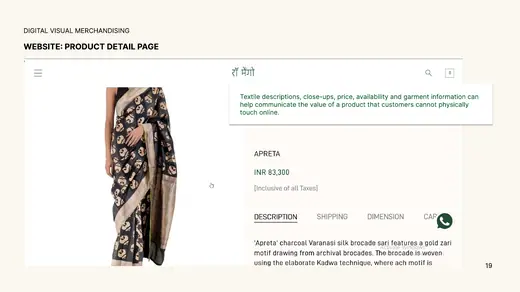 DIGITAL VISUAL MERCHANDISING
WEBSITE: PRODUCT DETAIL PAGE
रॉ मैंगो
Textile descriptions, close-ups, price, availability and garment information can
help communicate the value of a product that customers cannot physically
touch online.
APRETA
INR 83,300
[Inclusive of all Taxes]
DESCRIPTION SHIPPING DIMENSION CAR
'Apreta' charcoal Varanasi silk brocade sari features a gold zari
motif drawing from archival brocades. The brocade is woven
using the elaborate Kadwa technique, where ach motif is
19